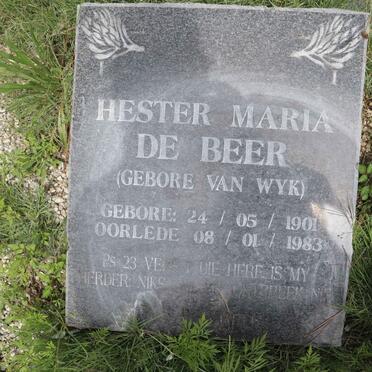 HESTER MARIA
DE BEER
(GEBORE VAN WYK)
GEBORE: 24 / 05 / 1901
OORLEDE 08 / 01 / 1983
PS 23 DIE HERE IS MY
HERDER: NIKS